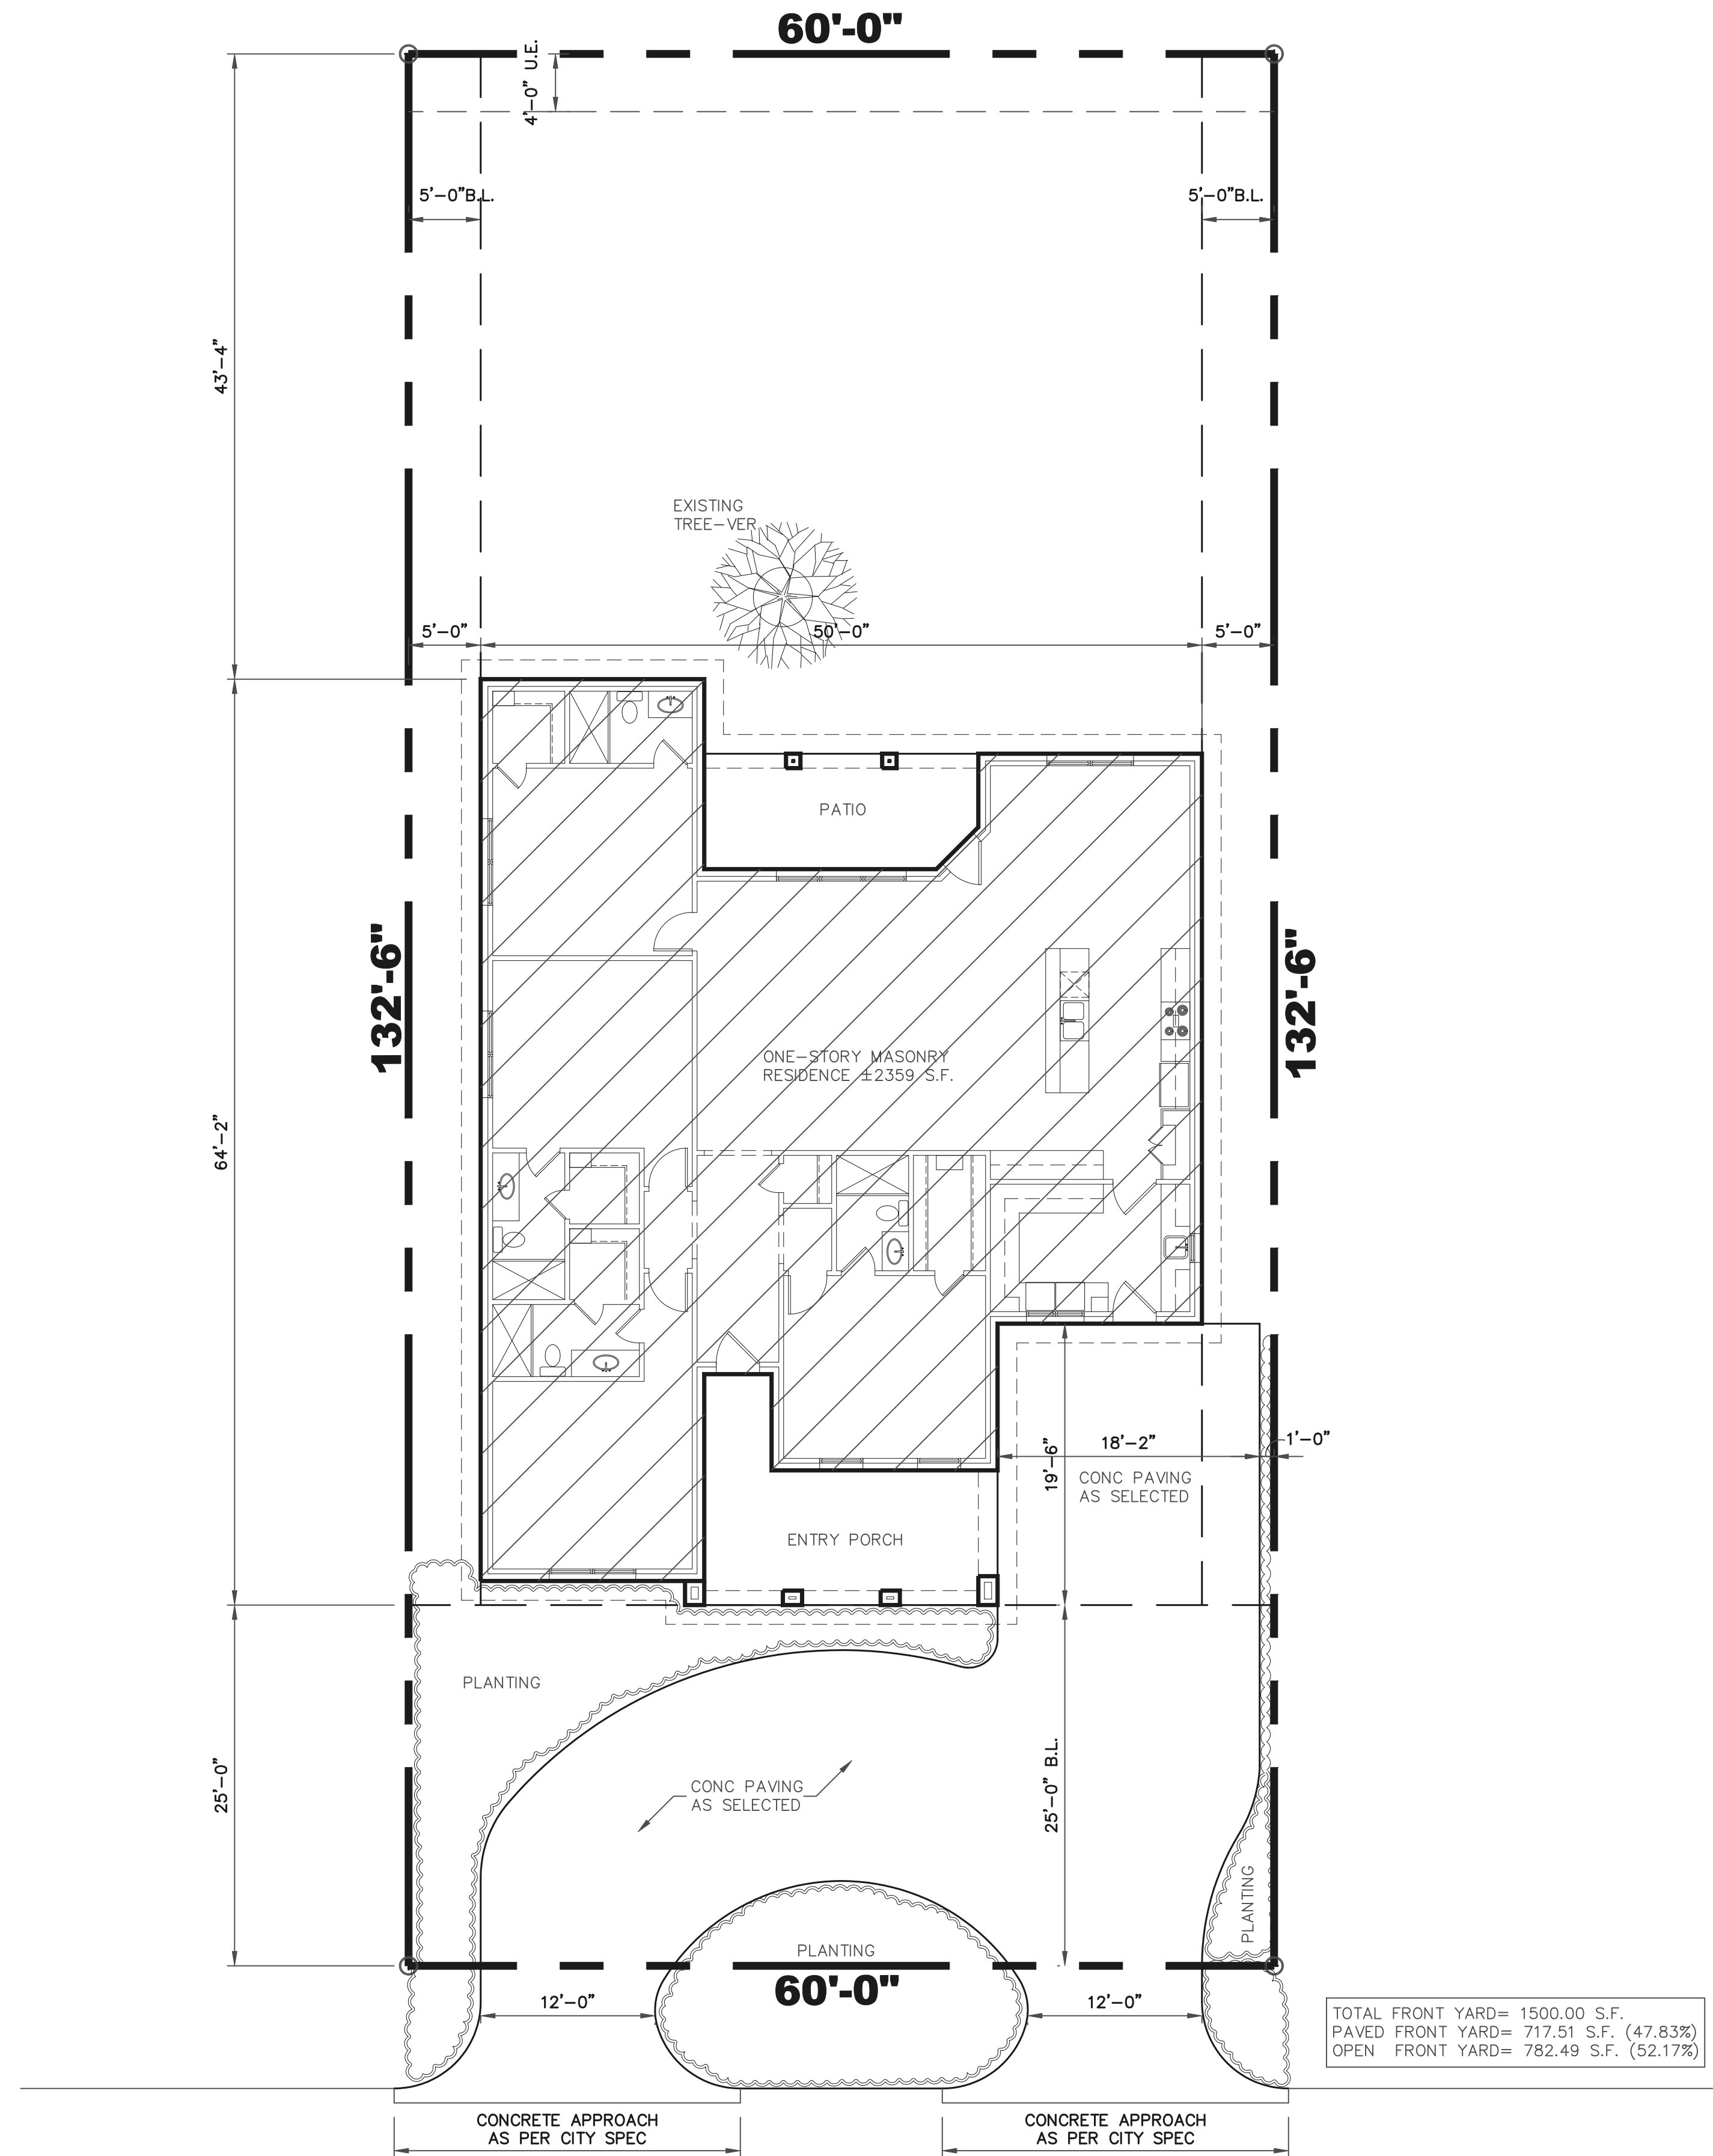 60'-0"
4'-0" U.E.
5'-0"B.L.
5'-0"B.L.
43'-4"
EXISTING
TREE-VER
5'-0"
50'-0"
5'-0"
PATIO
132'-6"
132'-6"
ONE-STORY MASONRY
RESIDENCE ±2359 S.F.
64'-2"
19'-6"
18'-2"
1'-0"
CONC PAVING
AS SELECTED
ENTRY PORCH
PLANTING
25'-0"
CONC PAVING
AS SELECTED
25'-0" B.L.
PLANTING
PLANTING
60'-0"
12'-0"
12'-0"
TOTAL FRONT YARD= 1500.00 S.F.
PAVED FRONT YARD= 717.51 S.F. (47.83%)
OPEN FRONT YARD= 782.49 S.F. (52.17%)
CONCRETE APPROACH
AS PER CITY SPEC
CONCRETE APPROACH
AS PER CITY SPEC